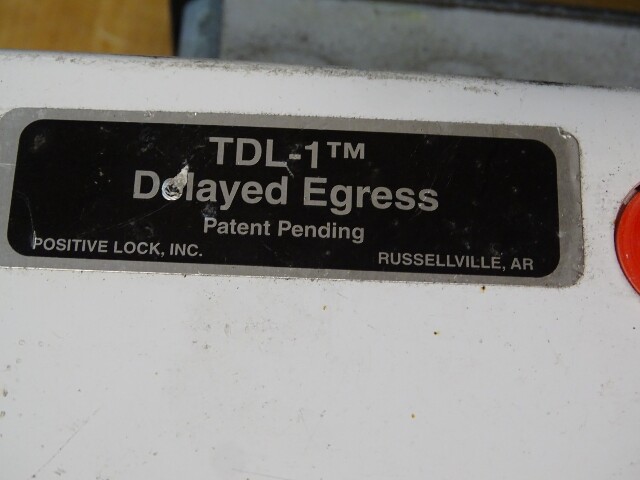 TDL-1™
Delayed Egress
Patent Pending
POSITIVE LOCK, INC.
RUSSELLVILLE, AR